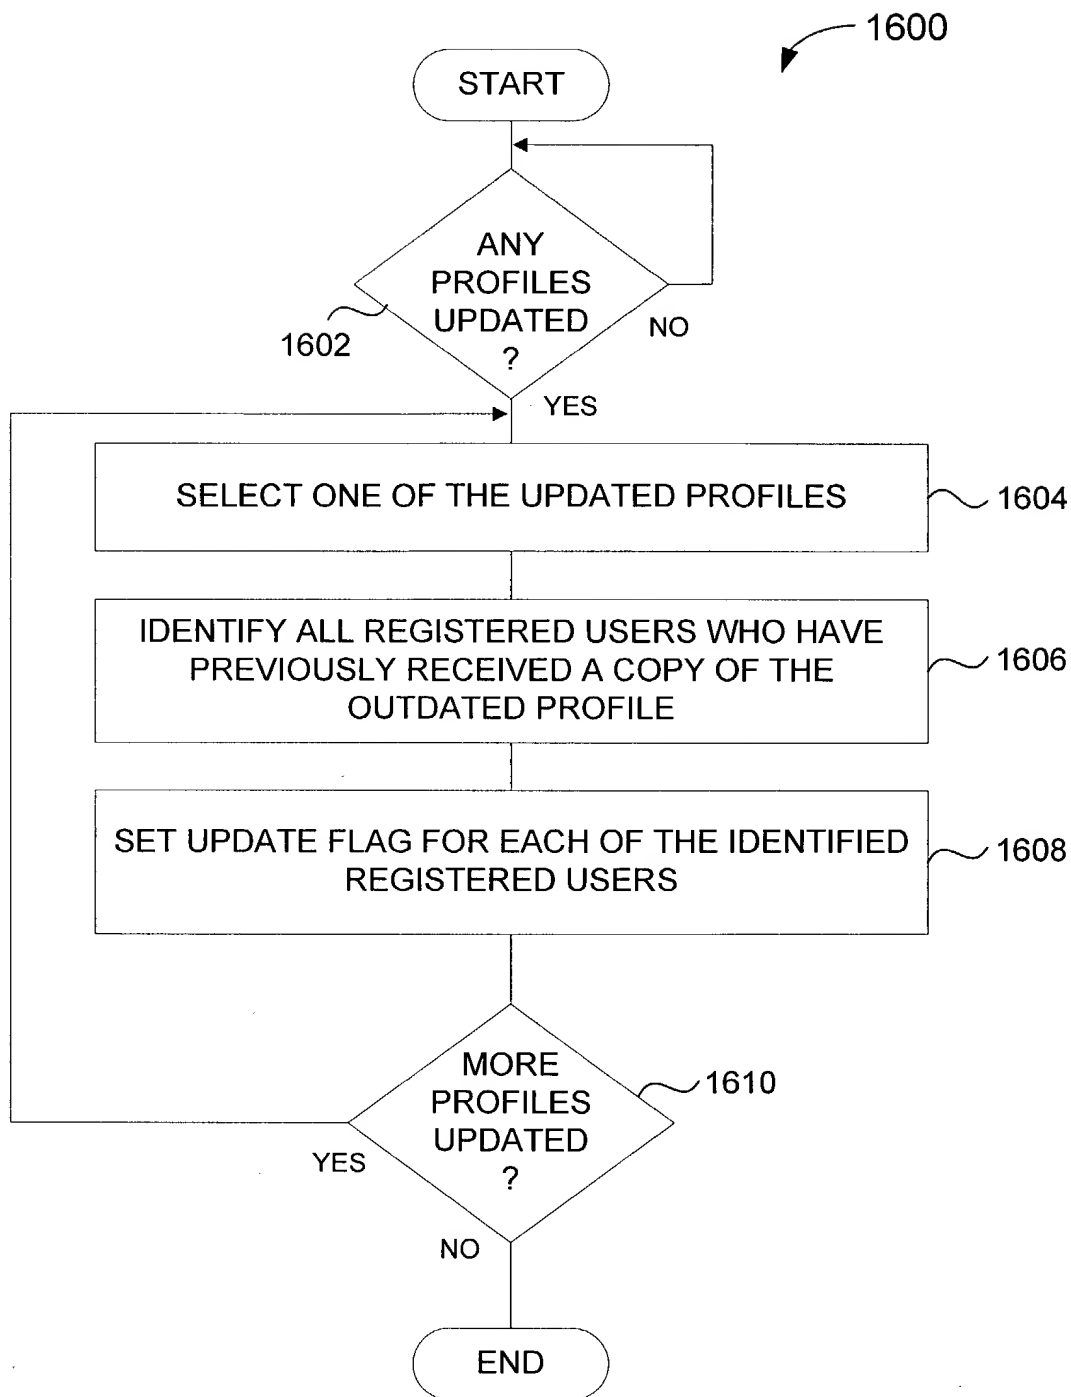 1600
START
ANY
PROFILES
UPDATED
?
1602
NO
YES
SELECT ONE OF THE UPDATED PROFILES
1604
IDENTIFY ALL REGISTERED USERS WHO HAVE
PREVIOUSLY RECEIVED A COPY OF THE
OUTDATED PROFILE
1606
SET UPDATE FLAG FOR EACH OF THE IDENTIFIED
REGISTERED USERS
1608
MORE
PROFILES
UPDATED
?
1610
YES
NO
END